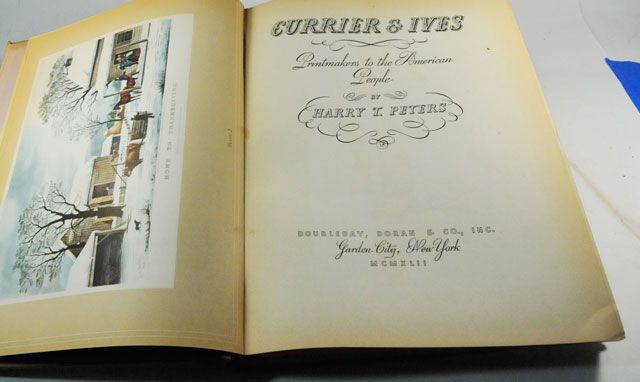 HOME TO THANKSGIVING
CURRIER & IVES
Printmakers to the American
People
BY
HARRY T. PETERS
DOUBLEDAY, DORAN & CO., INC.
Garden City, New York
MCMXLII